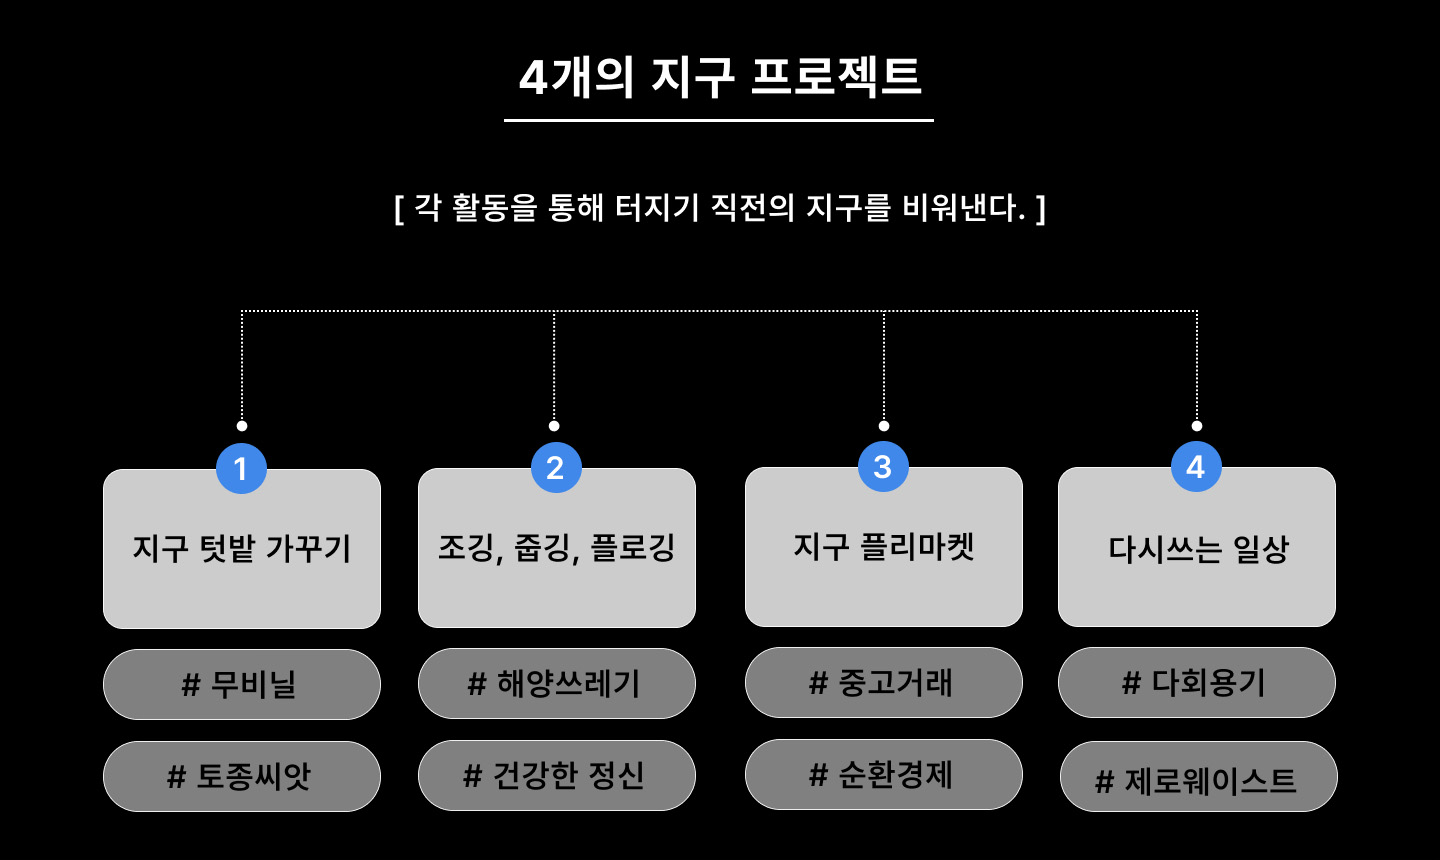 4개의 지구 프로젝트
[ 각 활동을 통해 터지기 직전의 지구를 비워낸다. ]
1
2
3
4
지구 텃밭 가꾸기
조깅, 줍깅, 플로깅
지구 플리마켓
다시쓰는 일상
# 무비닐
# 해양쓰레기
# 중고거래
# 다회용기
# 토종씨앗
# 건강한 정신
# 순환경제
# 제로웨이스트